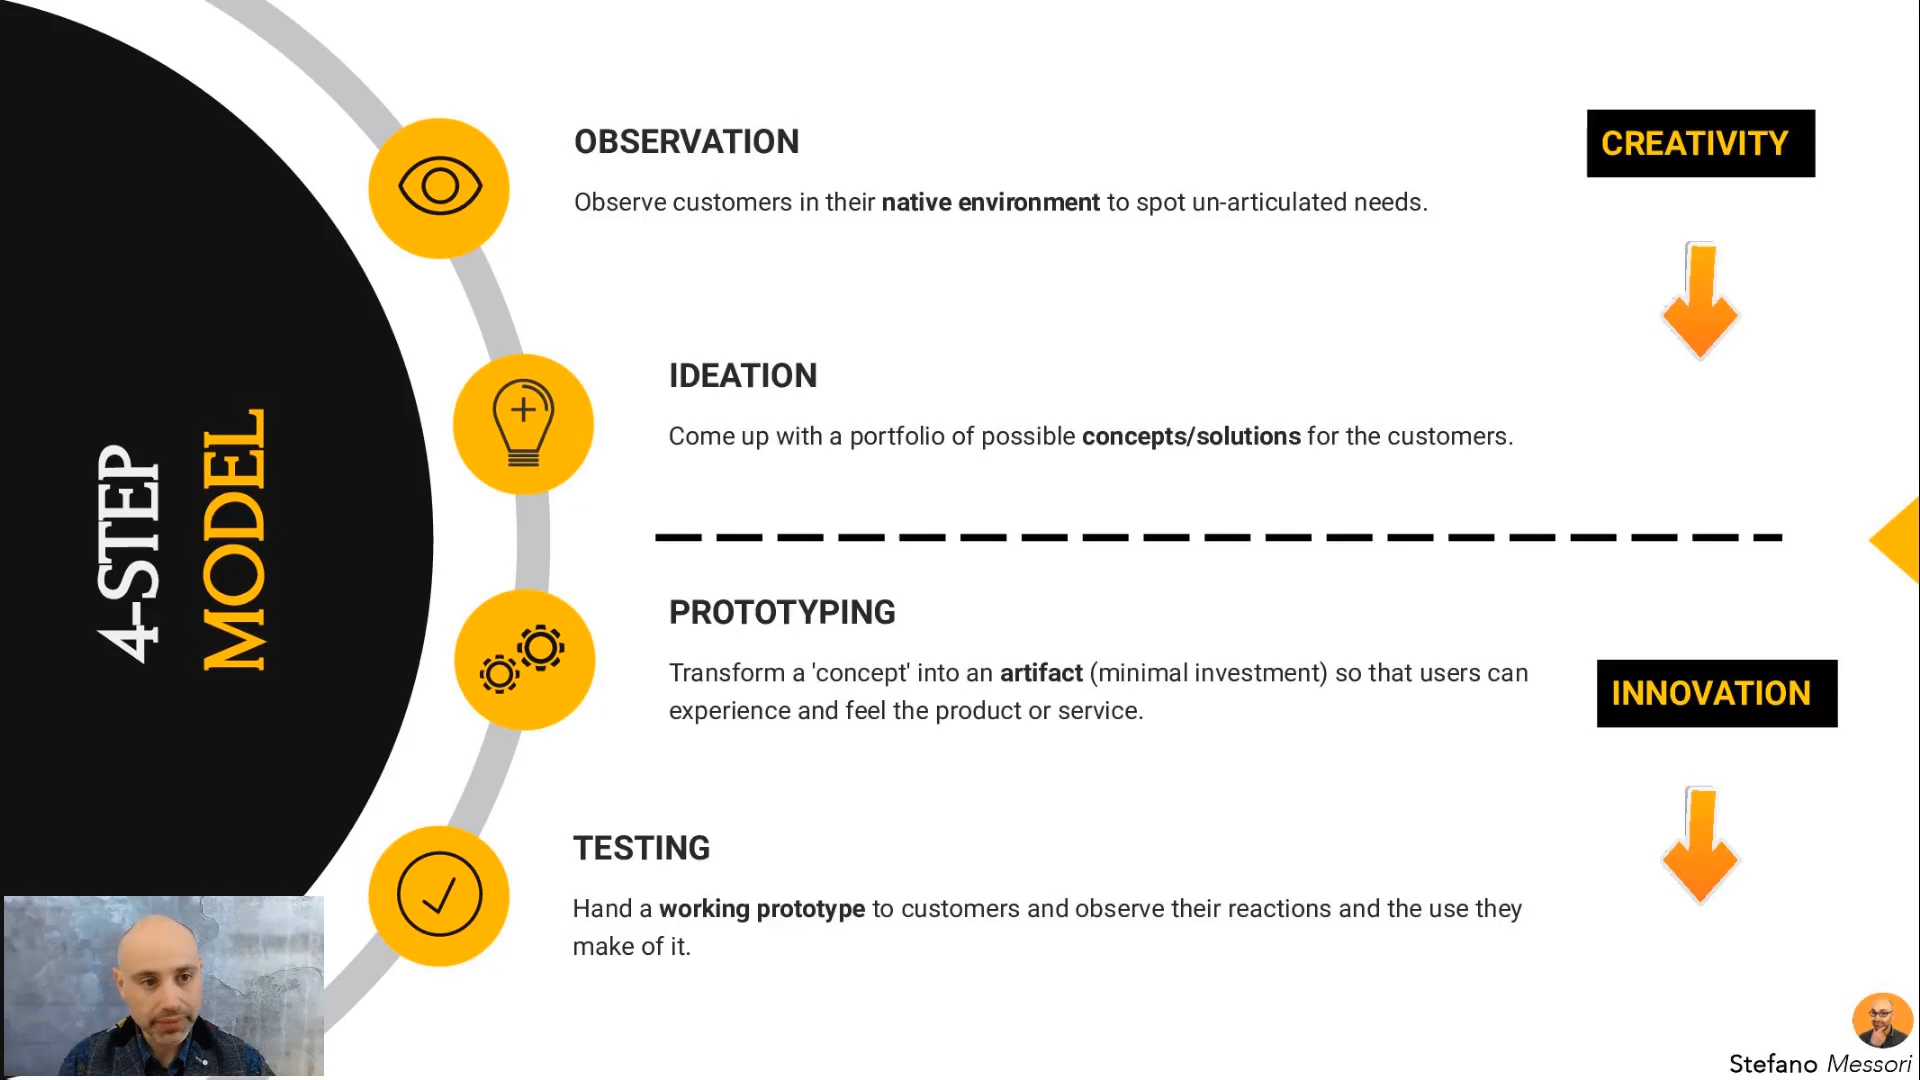 4-STEP
MODEL
OBSERVATION
Observe customers in their native environment to spot un-articulated needs.
CREATIVITY
IDEATION
Come up with a portfolio of possible concepts/solutions for the customers.
PROTOTYPING
Transform a 'concept' into an artifact (minimal investment) so that users can
experience and feel the product or service.
INNOVATION
TESTING
Hand a working prototype to customers and observe their reactions and the use they
make of it.
Stefano Messori